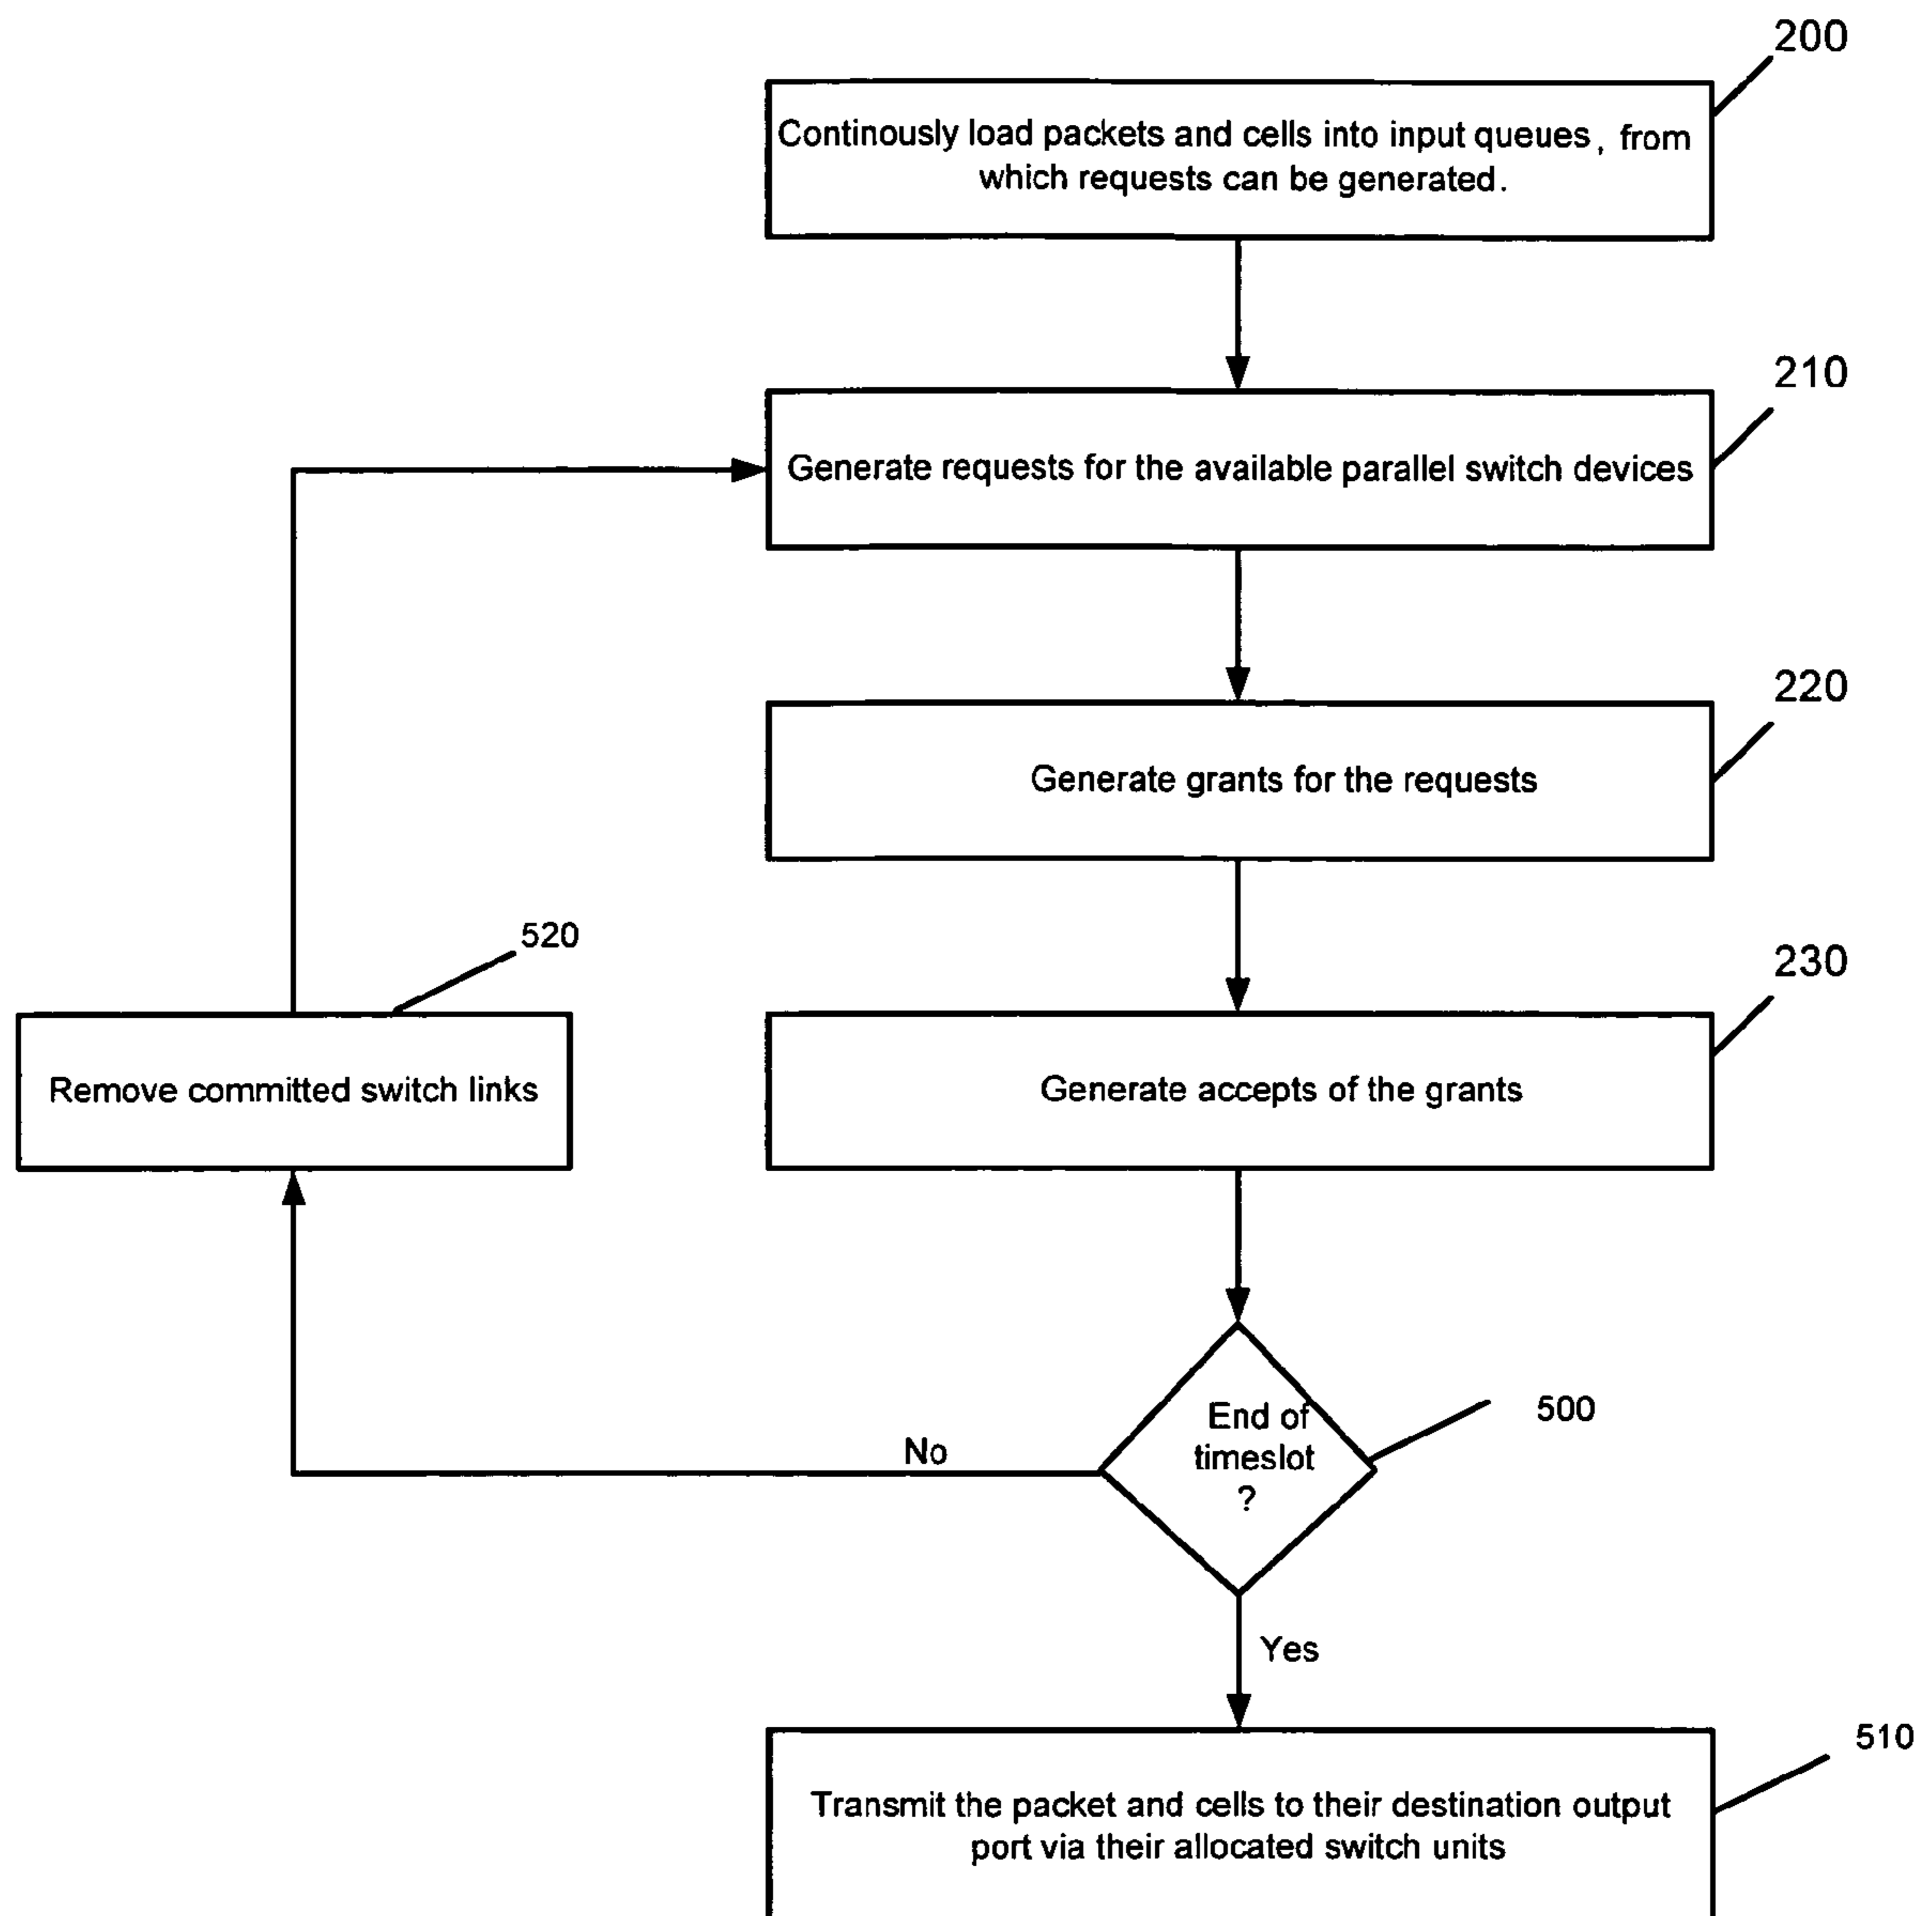 200
Continously load packets and cells into input queues, from
which requests can be generated.
210
Generate requests for the available parallel switch devices
220
Generate grants for the requests
520
230
Remove committed switch links
Generate accepts of the grants
End of
timeslot
?
500
No
Yes
510
Transmit the packet and cells to their destination output
port via their allocated switch units